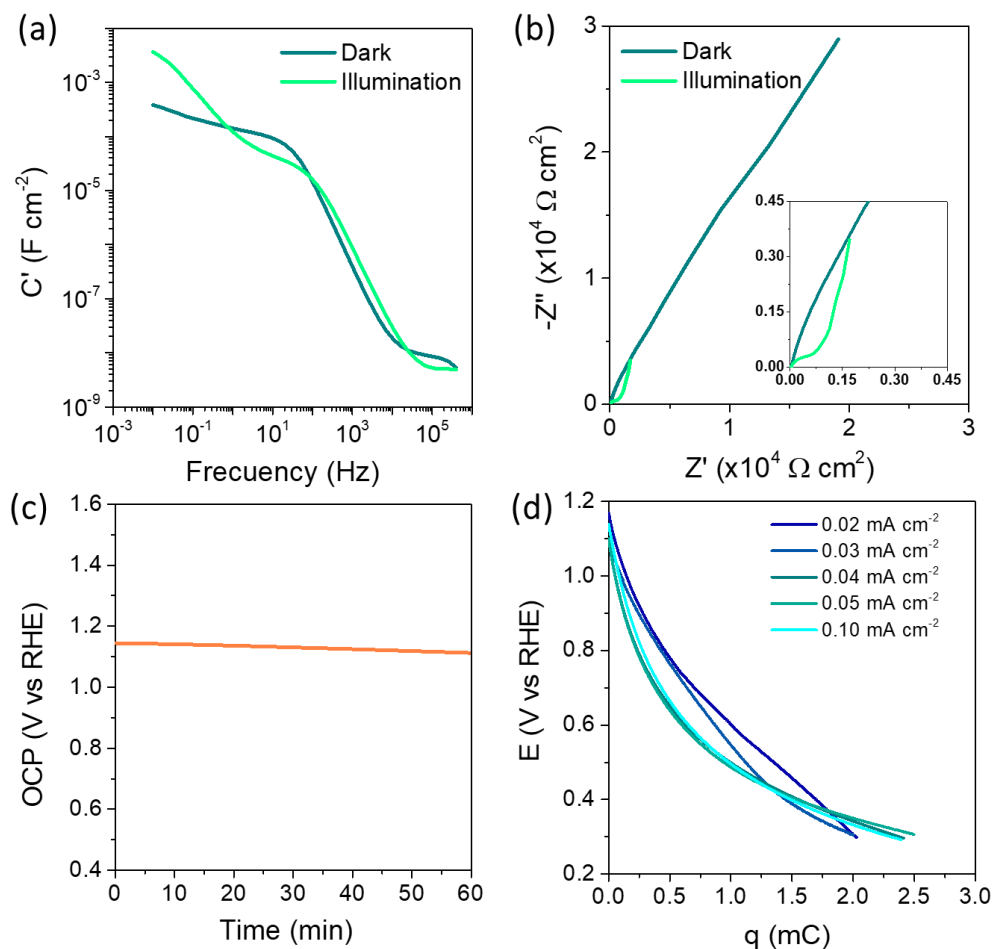 (a)
Dark
Illumination
10⁻³
10⁻⁵
10⁻⁷
10⁻⁹
C' (F cm⁻²)
10⁻³ 10⁻¹ 10¹ 10³ 10⁵
Frecuency (Hz)
(b)
Dark
Illumination
3
2
1
0
-Z'' (x10⁴ Ω cm²)
0.45
0.30
0.15
0.00
0.00 0.15 0.30 0.45
0 1 2 3
Z' (x10⁴ Ω cm²)
(c)
1.6
1.4
1.2
1.0
0.8
0.6
0.4
OCP (V vs RHE)
0 10 20 30 40 50 60
Time (min)
(d)
0.02 mA cm⁻²
0.03 mA cm⁻²
0.04 mA cm⁻²
0.05 mA cm⁻²
0.10 mA cm⁻²
1.2
1.0
0.8
0.6
0.4
0.2
E (V vs RHE)
0.0 0.5 1.0 1.5 2.0 2.5 3.0
q (mC)